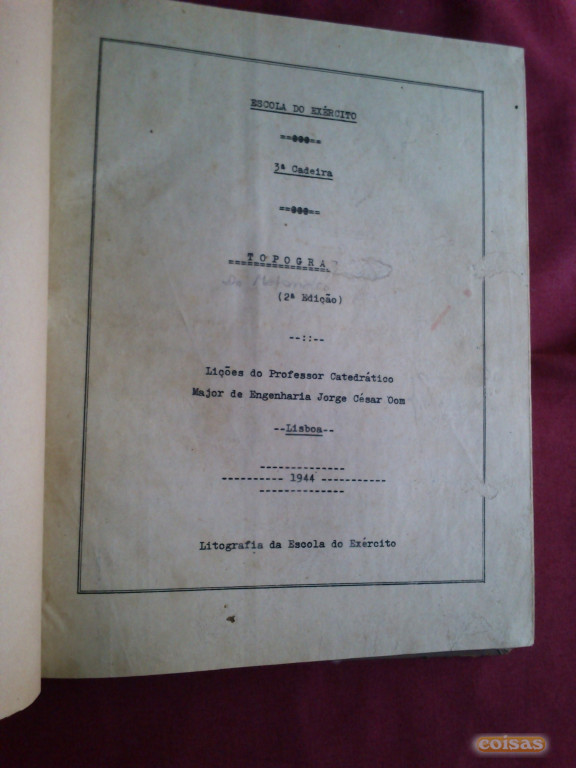 ESCOLA DO EXÉRCITO
==@@@==
3ª Cadeira
==@@@==
T O P O G R A
(2ª Edição)
--::--
Lições do Professor Catedrático
Major de Engenharia Jorge César Oom
--Lisboa--
--------------
---------- 1944 -----------
--------------
Litografia da Escola do Exército
coisas